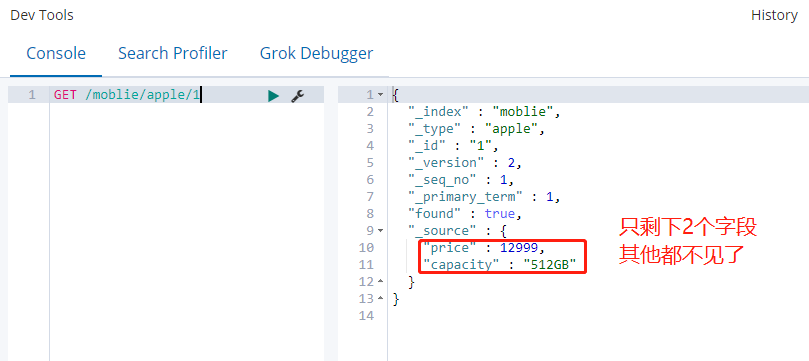 Dev Tools
History
Console
Search Profiler
Grok Debugger
1
GET /moblie/apple/1
1
{
2
"_index" : "moblie",
3
"_type" : "apple",
4
"_id" : "1",
5
"_version" : 2,
6
"_seq_no" : 1,
7
"_primary_term" : 1,
8
"found" : true,
9
"_source" : {
10
"price" : 12999,
11
"capacity" : "512GB"
12
}
13
}
14
只剩下2个字段
其他都不见了